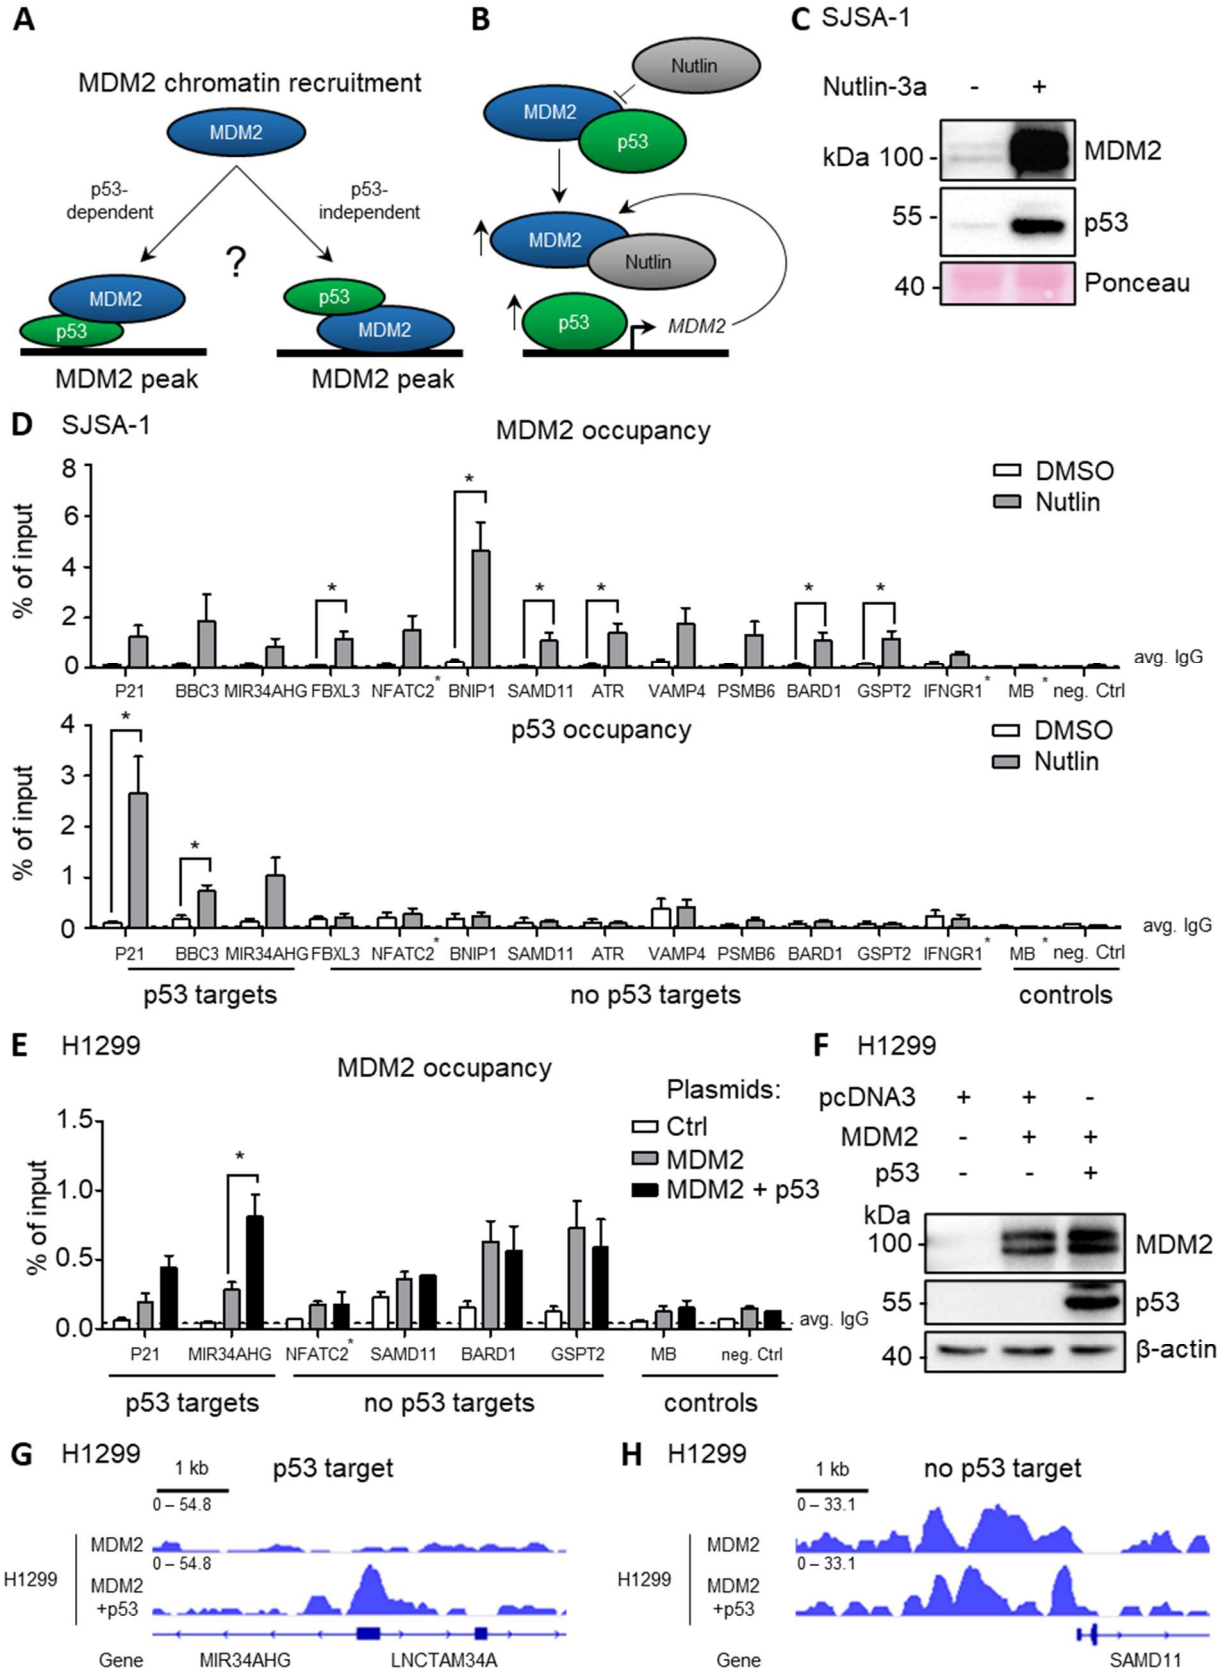 A
MDM2 chromatin recruitment
MDM2
p53-
dependent
p53-
independent
?
MDM2
p53
p53
MDM2
MDM2 peak
MDM2 peak
B
Nutlin
MDM2
p53
MDM2
Nutlin
p53
MDM2
C SJSA-1
Nutlin-3a - +
kDa 100 - MDM2
55 - p53
40 - Ponceau
D SJSA-1
MDM2 occupancy
% of input
8
6
4
2
0
* * * * * *
DMSO
Nutlin
avg. IgG
P21 BBC3 MIR34AHG FBXL3 NFATC2* BNIP1 SAMD11 ATR VAMP4 PSMB6 BARD1 GSPT2 IFNGR1* MB* neg. Ctrl
p53 occupancy
% of input
4
3
2
1
0
* *
DMSO
Nutlin
avg. IgG
P21 BBC3 MIR34AHG FBXL3 NFATC2* BNIP1 SAMD11 ATR VAMP4 PSMB6 BARD1 GSPT2 IFNGR1* MB* neg. Ctrl
p53 targets no p53 targets controls
E H1299
MDM2 occupancy
Plasmids:
Ctrl
MDM2
MDM2 + p53
% of input
1.5
1.0
0.5
0.0
*
avg. IgG
P21 MIR34AHG NFATC2* SAMD11 BARD1 GSPT2 MB neg. Ctrl
p53 targets no p53 targets controls
F H1299
pcDNA3 + + -
MDM2 - + +
p53 - - +
kDa
100 - MDM2
55 - p53
40 - β-actin
G H1299
1 kb
p53 target
0 – 54.8
MDM2
0 – 54.8
H1299
MDM2
+p53
Gene MIR34AHG LNCTAM34A
H H1299
1 kb
no p53 target
0 – 33.1
MDM2
0 – 33.1
H1299
MDM2
+p53
Gene SAMD11